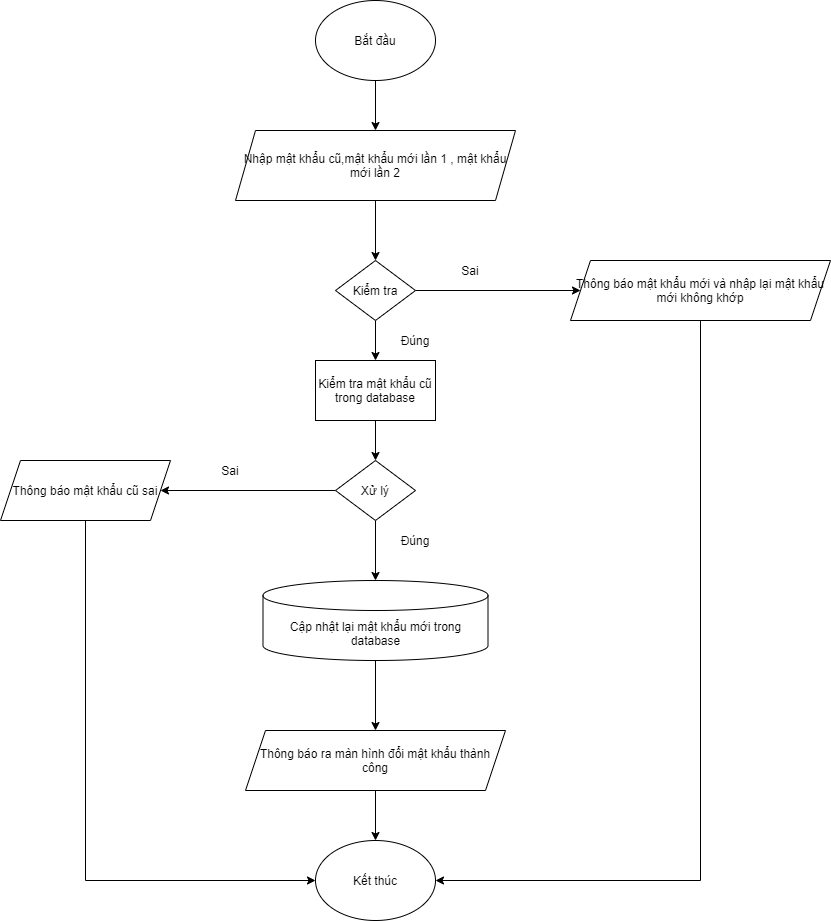 Bắt đầu
Nhập mật khẩu cũ,mật khẩu mới lần 1 , mật khẩu
mới lần 2
Kiểm tra
Sai
Thông báo mật khẩu mới và nhập lại mật khẩu
mới không khớp
Đúng
Kiểm tra mật khẩu cũ
trong database
Sai
Thông báo mật khẩu cũ sai
Xử lý
Đúng
Cập nhật lại mật khẩu mới trong
database
Thông báo ra màn hình đổi mật khẩu thành
công
Kết thúc